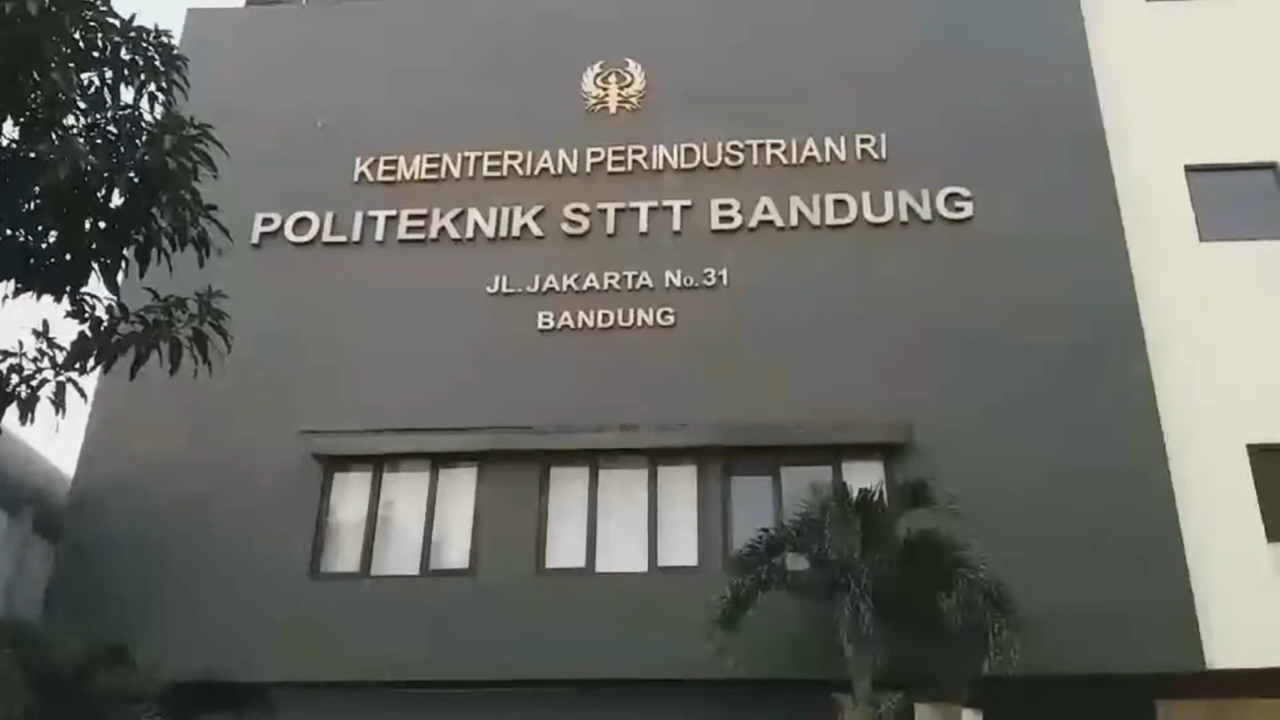 KEMENTERIAN PERINDUSTRIAN RI
POLITEKNIK STTT BANDUNG
JL. JAKARTA No. 31
BANDUNG